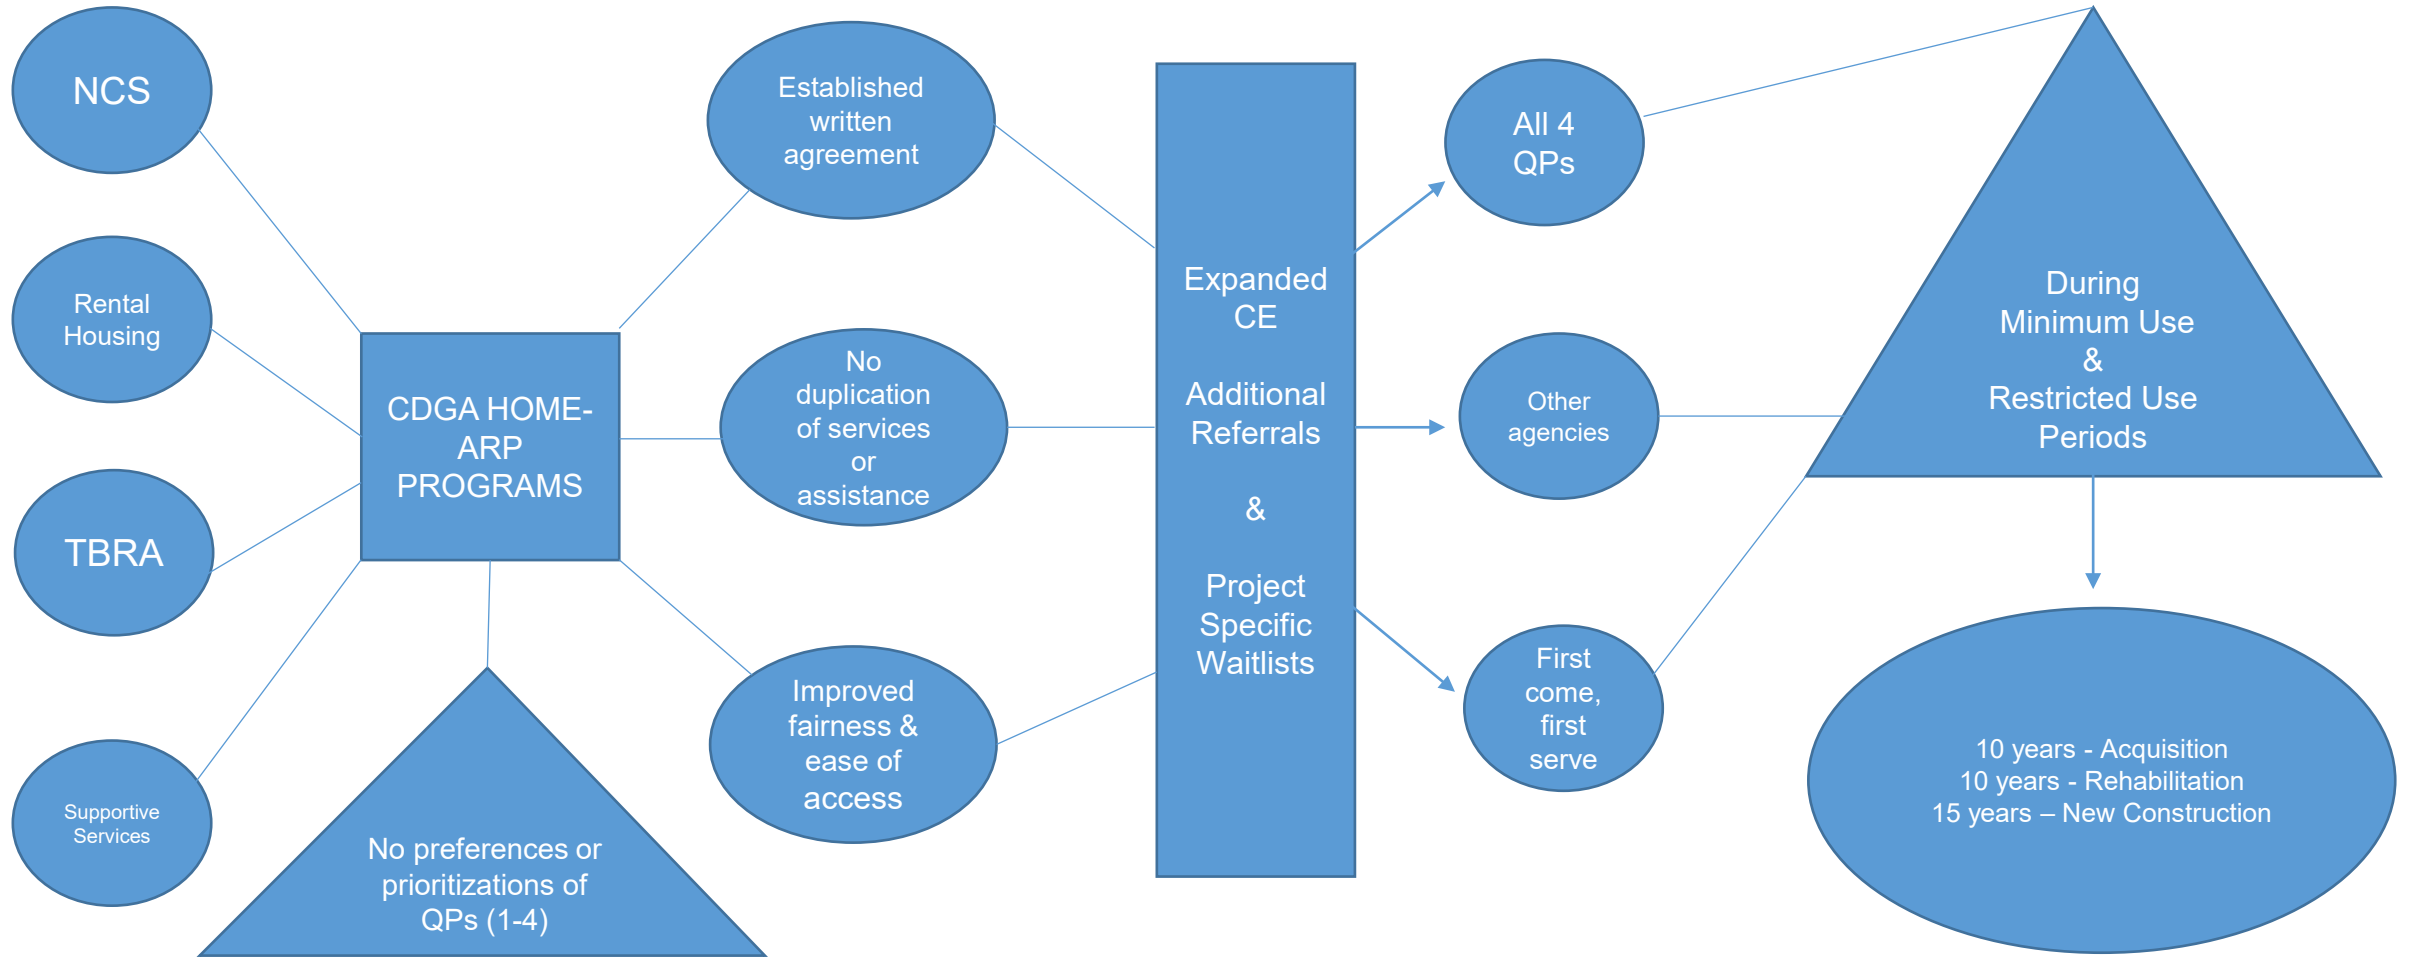 NCS
Rental
Housing
TBRA
Supportive
Services
CDGA HOME-
ARP
PROGRAMS
No preferences or
prioritizations of
QPs (1-4)
Established
written
agreement
No
duplication
of services
or
assistance
Improved
fairness &
ease of
access
Expanded
CE
Additional
Referrals
&
Project
Specific
Waitlists
All 4
QPs
Other
agencies
First
come,
first
serve
During
Minimum Use
&
Restricted Use
Periods
10 years - Acquisition
10 years - Rehabilitation
15 years – New Construction